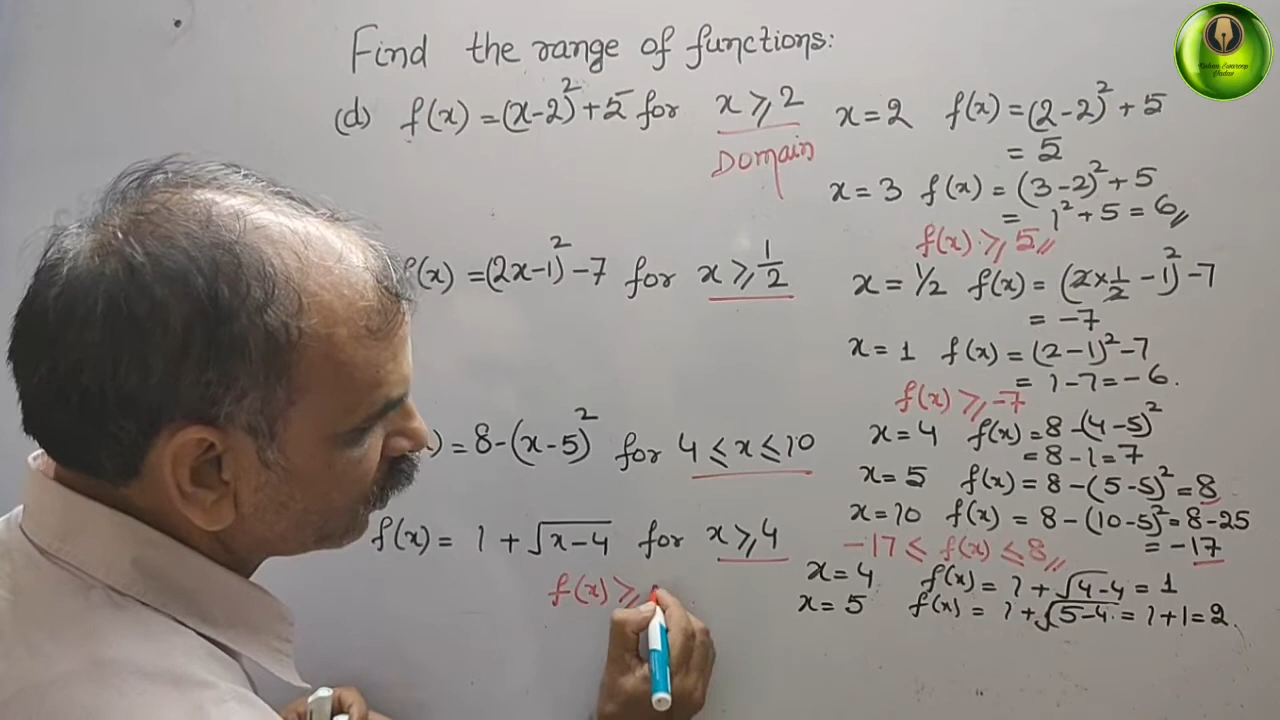 Find the range of functions:
(d) f(x) = (x-2)² + 5 for x ⩾ 2
Domain
f(x) = (2x-1)² - 7 for x ⩾ 1/2
) = 8 - (x-5)² for 4 ⩽ x ⩽ 10
f(x) = 1 + √(x-4) for x ⩾ 4
f(x) ⩾
x = 2 f(x) = (2-2)² + 5
= 5
x = 3 f(x) = (3-2)² + 5
= 1² + 5 = 6
f(x) ⩾ 5
x = 1/2 f(x) = (2×1/2 - 1)² - 7
= -7
x = 1 f(x) = (2-1)² - 7
= 1-7 = -6.
f(x) ⩾ -7
x = 4 f(x) = 8 - (4-5)²
= 8 - 1 = 7
x = 5 f(x) = 8 - (5-5)² = 8
x = 10 f(x) = 8 - (10-5)² = 8 - 25
= -17
-17 ⩽ f(x) ⩽ 8
x = 4 f(x) = 1 + √(4-4) = 1
x = 5 f(x) = 1 + √(5-4) = 1 + 1 = 2.